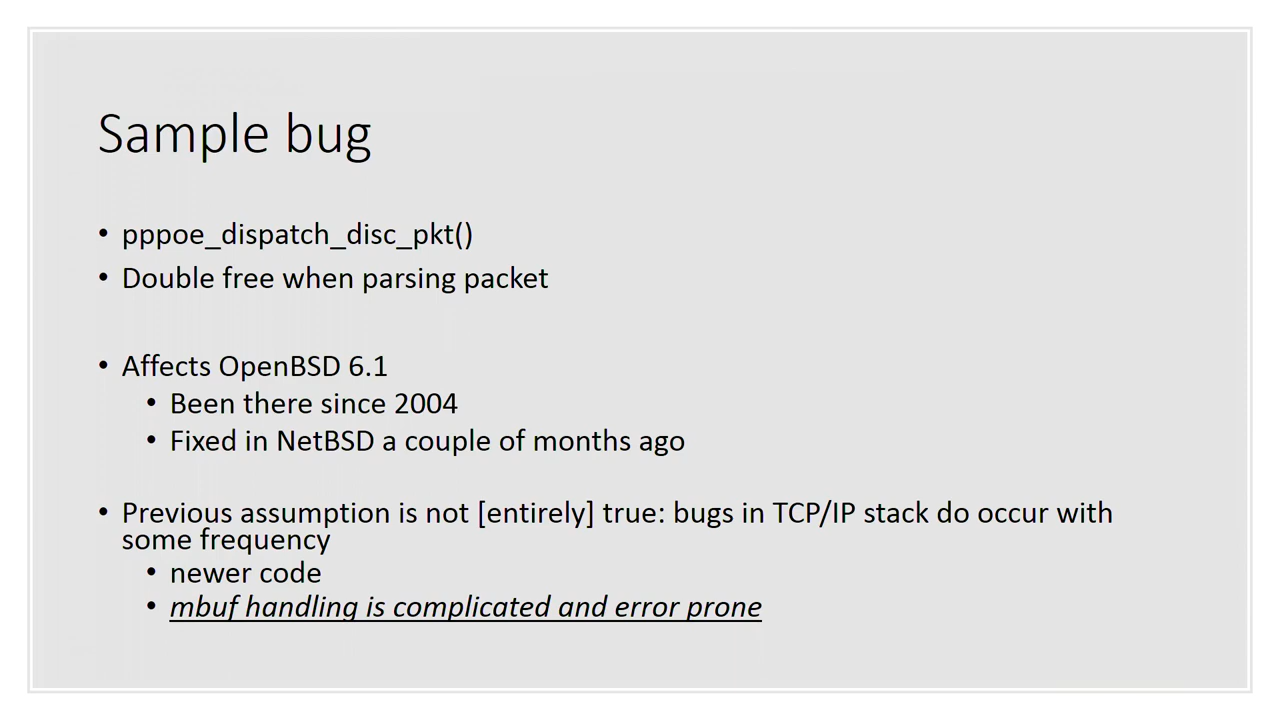 Sample bug
• pppoe_dispatch_disc_pkt()
• Double free when parsing packet
• Affects OpenBSD 6.1
• Been there since 2004
• Fixed in NetBSD a couple of months ago
• Previous assumption is not [entirely] true: bugs in TCP/IP stack do occur with
some frequency
• newer code
• mbuf handling is complicated and error prone